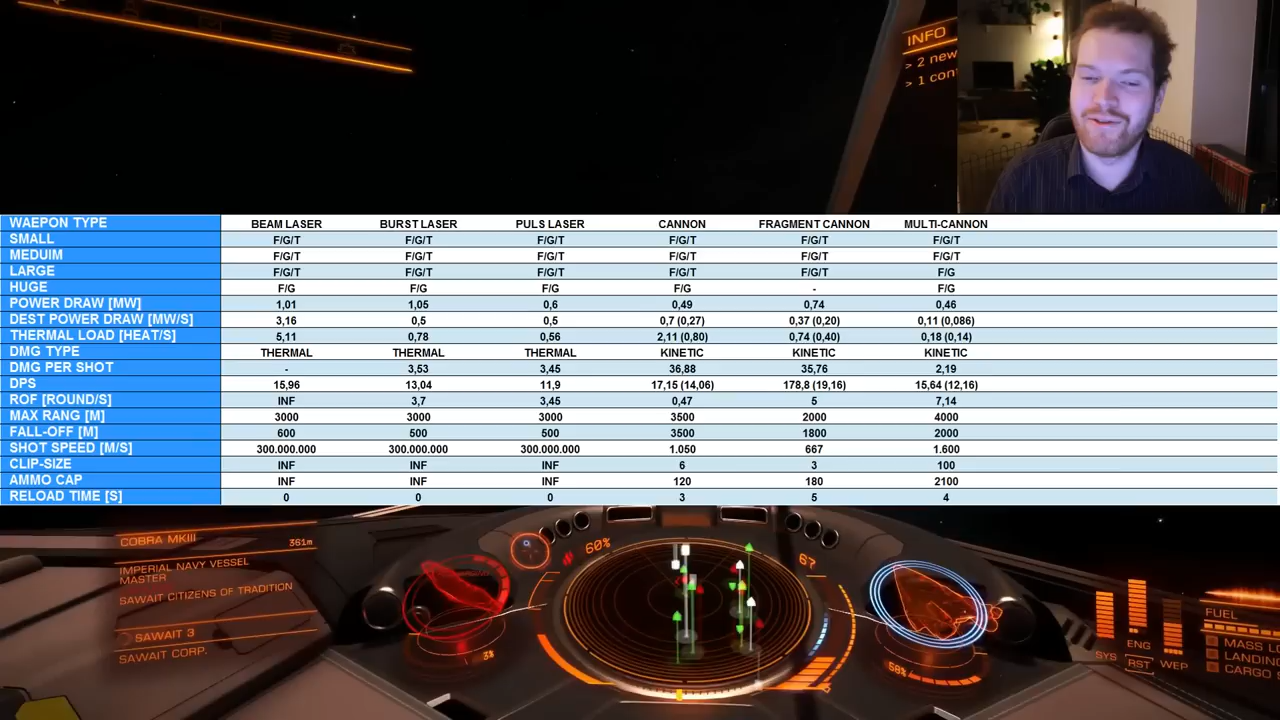 INFO
> 2 new
> 1 cont
WAEPON TYPE BEAM LASER BURST LASER PULS LASER CANNON FRAGMENT CANNON MULTI-CANNON
SMALL F/G/T F/G/T F/G/T F/G/T F/G/T F/G/T
MEDUIM F/G/T F/G/T F/G/T F/G/T F/G/T F/G/T
LARGE F/G/T F/G/T F/G/T F/G/T F/G/T F/G
HUGE F/G F/G F/G F/G - F/G
POWER DRAW [MW] 1,01 1,05 0,6 0,49 0,74 0,46
DEST POWER DRAW [MW/S] 3,16 0,5 0,5 0,7 (0,27) 0,37 (0,20) 0,11 (0,086)
THERMAL LOAD [HEAT/S] 5,11 0,78 0,56 2,11 (0,80) 0,74 (0,40) 0,18 (0,14)
DMG TYPE THERMAL THERMAL THERMAL KINETIC KINETIC KINETIC
DMG PER SHOT - 3,53 3,45 36,88 35,76 2,19
DPS 15,96 13,04 11,9 17,15 (14,06) 178,8 (19,16) 15,64 (12,16)
ROF [ROUND/S] INF 3,7 3,45 0,47 5 7,14
MAX RANG [M] 3000 3000 3000 3500 2000 4000
FALL-OFF [M] 600 500 500 3500 1800 2000
SHOT SPEED [M/S] 300.000.000 300.000.000 300.000.000 1.050 667 1.600
CLIP-SIZE INF INF INF 6 3 100
AMMO CAP INF INF INF 120 180 2100
RELOAD TIME [S] 0 0 0 3 5 4
COBRA MKIII 361m
IMPERIAL NAVY VESSEL
MASTER
SAWAIT CITIZENS OF TRADITION
SAWAIT 3
SAWAIT CORP.
60%
67
3%
58%
SYS ENG WEP
RST
FUEL
MASS LO
LANDIN
CARGO S